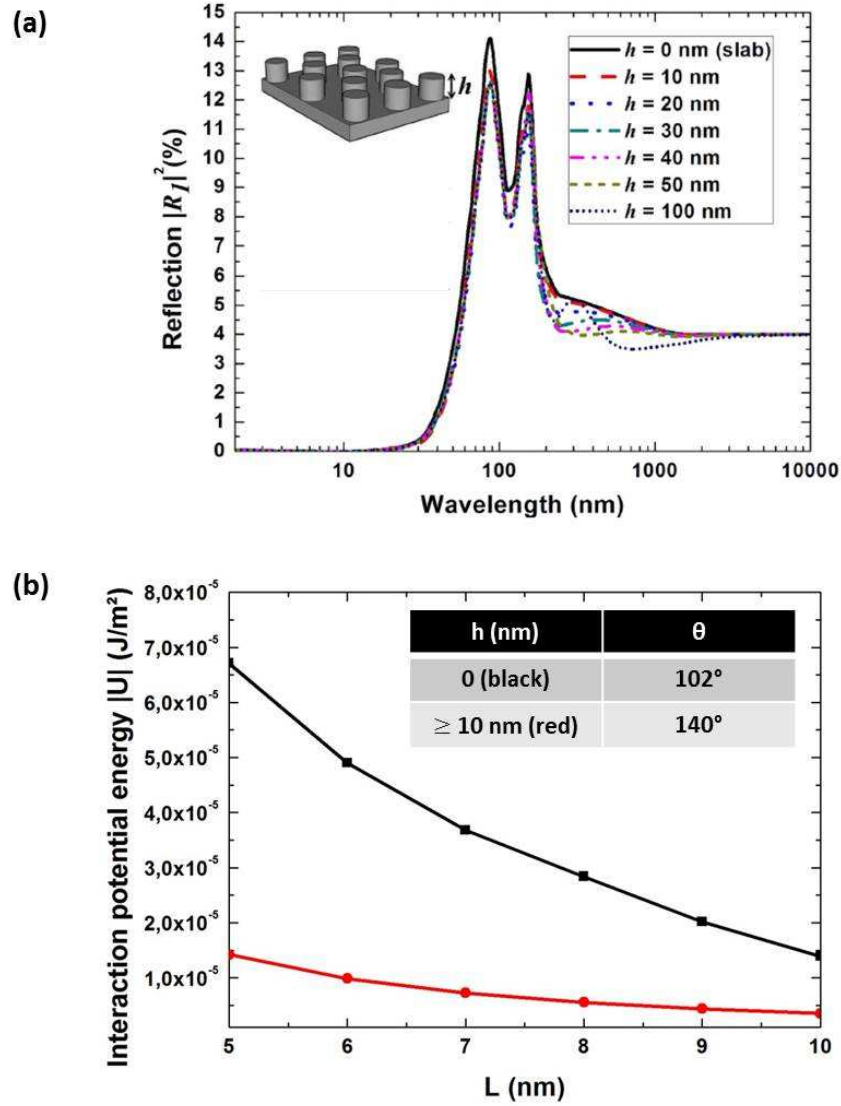 (a)
15
14
13
12
11
10
9
8
7
6
5
4
3
2
1
0
Reflection |R₁|² (%)
h
h = 0 nm (slab)
h = 10 nm
h = 20 nm
h = 30 nm
h = 40 nm
h = 50 nm
h = 100 nm
10 100 1000 10000
Wavelength (nm)
(b)
8,0x10⁻⁵
7,0x10⁻⁵
6,0x10⁻⁵
5,0x10⁻⁵
4,0x10⁻⁵
3,0x10⁻⁵
2,0x10⁻⁵
1,0x10⁻⁵
Interaction potential energy |U| (J/m²)
h (nm) θ
0 (black) 102°
≥ 10 nm (red) 140°
5 6 7 8 9 10
L (nm)